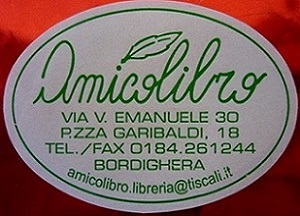 Amicolibro
VIA V. EMANUELE 30
P.ZZA GARIBALDI, 18
TEL./FAX 0184.261244
BORDIGHERA
amicolibro.libreria@tiscali.it